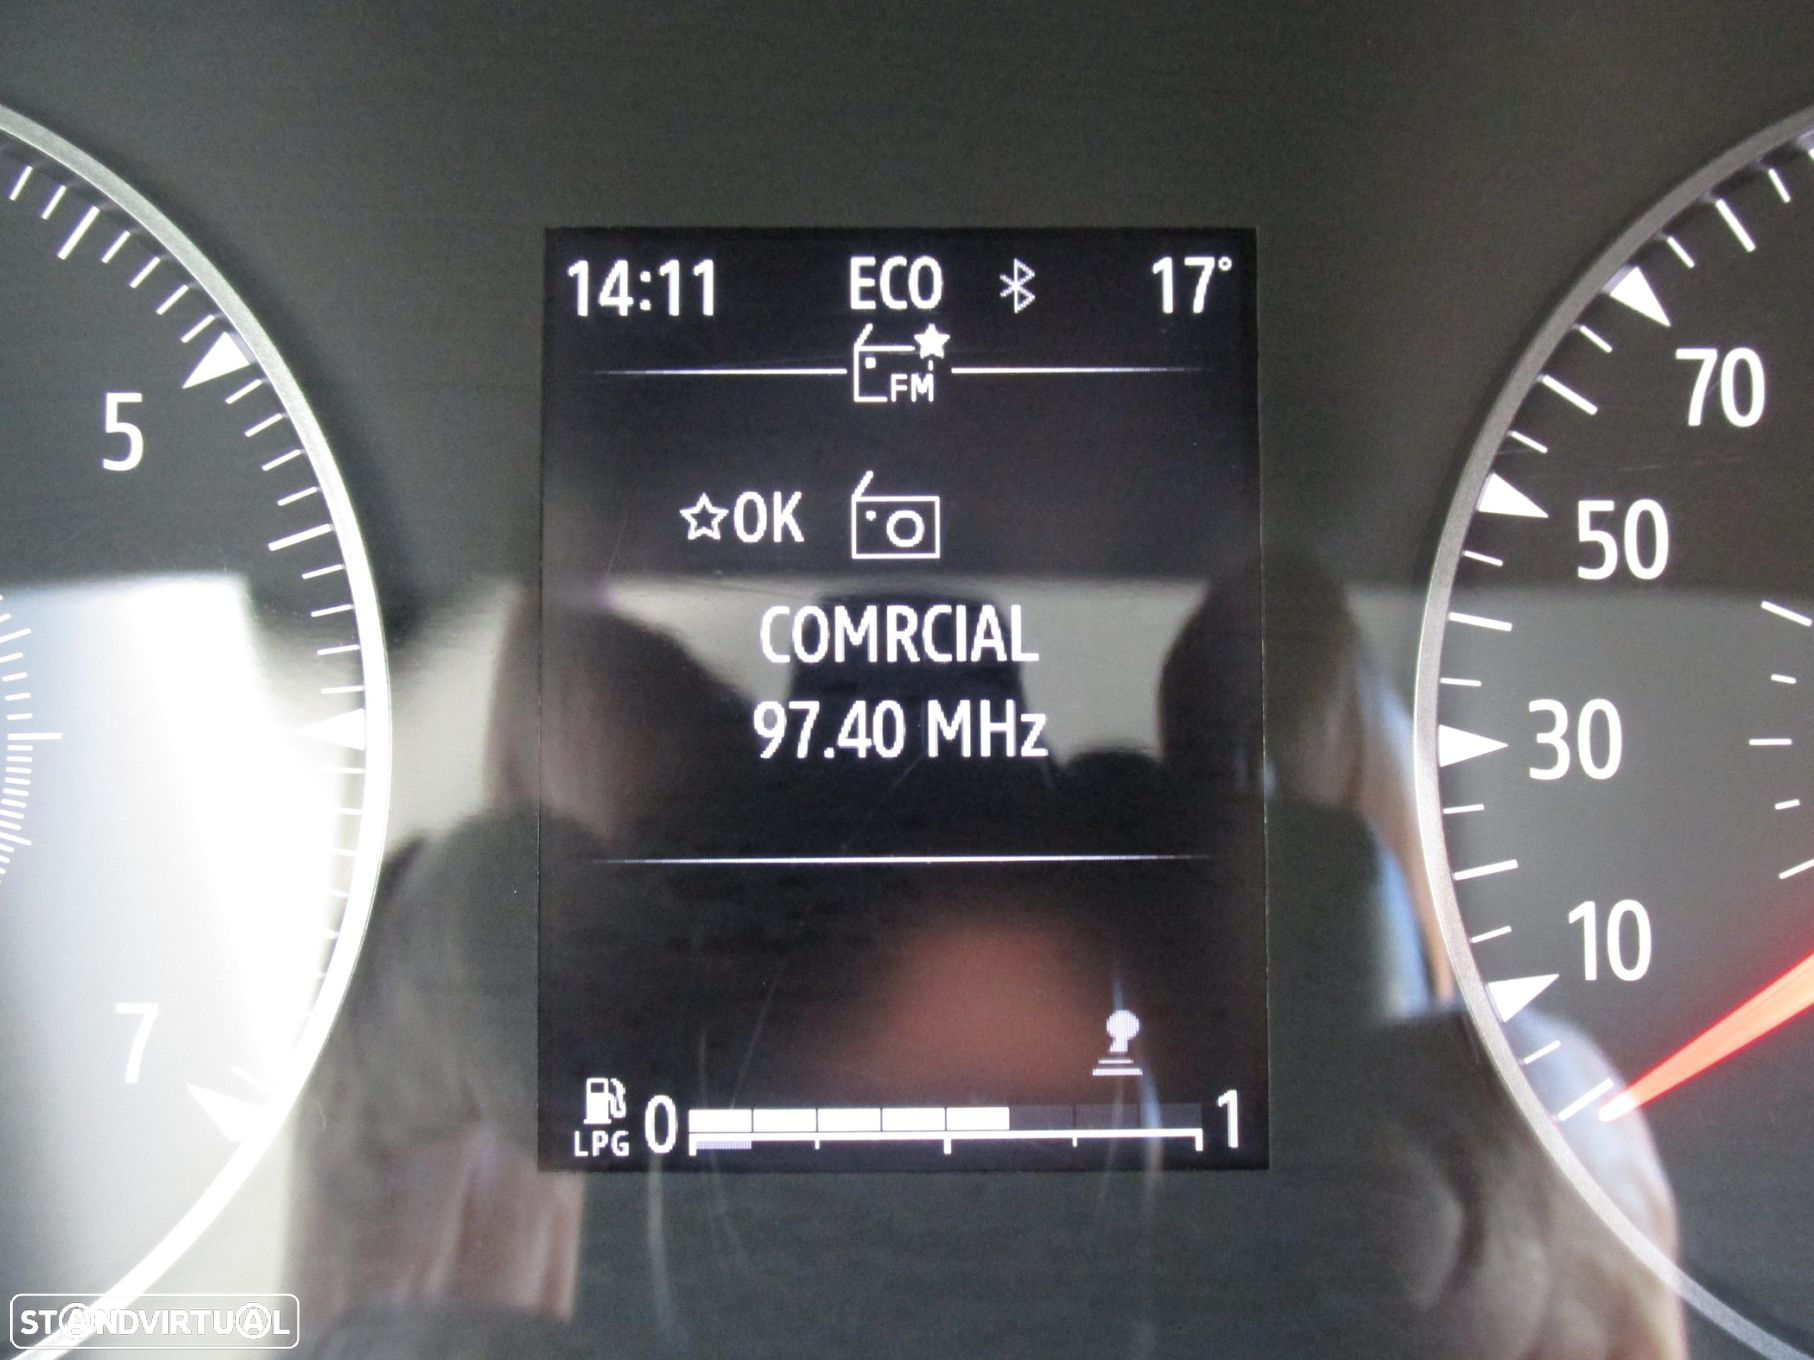 14:11 ECO 17°
FM
OK
COMRCIAL
97.40 MHz
LPG 0 1
5
7
70
50
30
10
STANDVIRTUAL